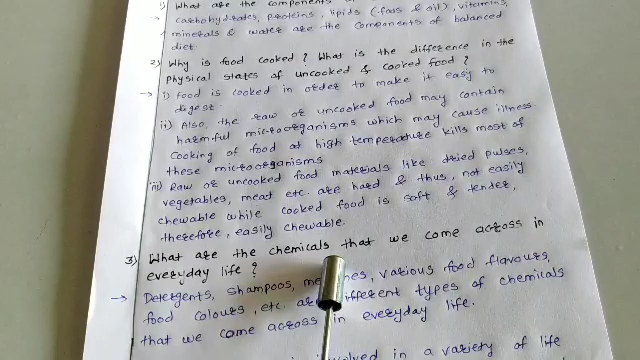 1) What are the components
→ carbohydrates, proteins, lipids (fats & oil), vitamins,
minerals & water are the components of balanced
diet
2) Why is food cooked? What is the difference in the
physical states of uncooked & cooked food?
→ i) Food is cooked in order to make it easy to
digest
ii) Also, the raw or uncooked food may contain
harmful microorganisms which may cause illness
cooking of food at high temperature kills most of
these microorganisms
iii) Raw or uncooked food materials like dried pulses,
vegetables, meat etc. are hard & thus, not easily
chewable while cooked food is soft & tender,
therefore, easily chewable.
3) What are the chemicals that we come across in
everyday life?
→ Detergents, shampoos, various food flavours,
food colours, etc. are different types of chemicals
that we come across in everyday life.
involved in a variety of life